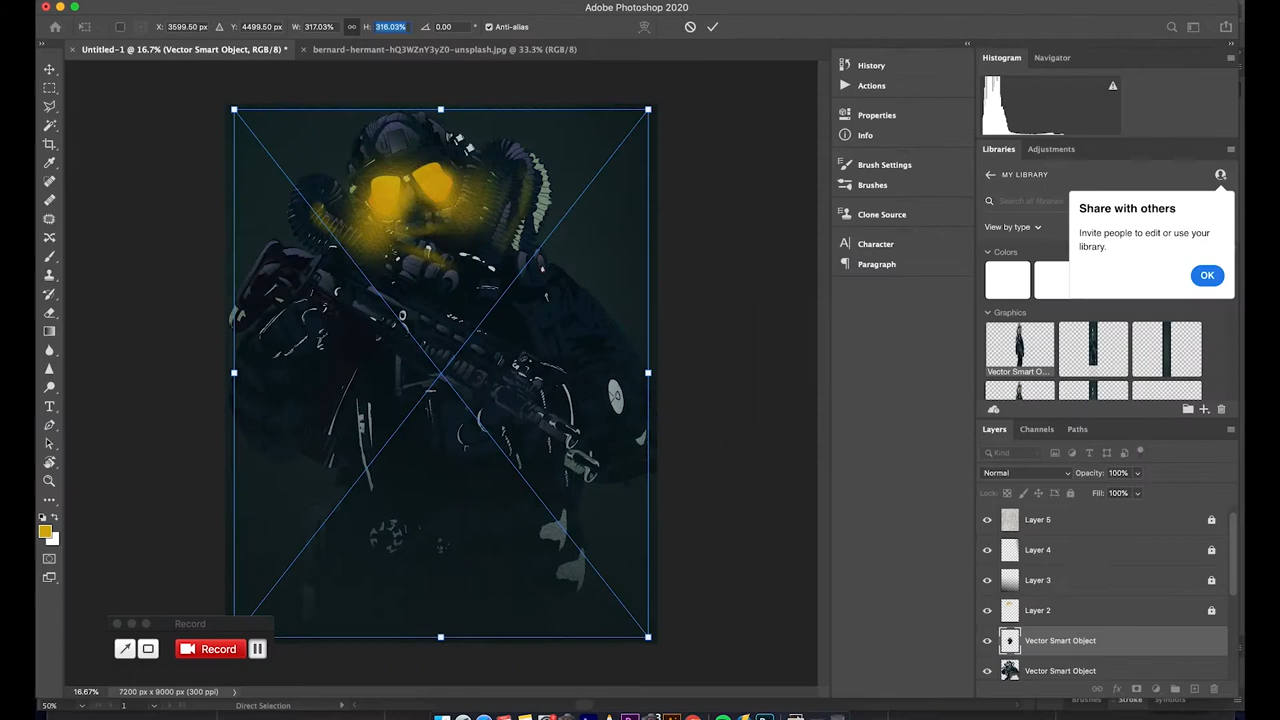 Adobe Photoshop 2020
X: 3599.50 px
Y: 4499.50 px
W: 317.03%
H: 316.03%
0.00
°
Anti-alias
Untitled-1 @ 16.7% (Vector Smart Object, RGB/8) *
bernard-hermant-hQ3WZnY3yZ0-unsplash.jpg @ 33.3% (RGB/8)
History
Actions
Properties
Info
Brush Settings
Brushes
Clone Source
Character
Paragraph
Histogram
Navigator
Libraries
Adjustments
MY LIBRARY
Search all libraries
View by type
Colors
Share with others
Invite people to edit or use your
library.
OK
Graphics
Vector Smart O...
Layers
Channels
Paths
Kind
Normal
Opacity: 100%
Lock:
Fill: 100%
Layer 5
Layer 4
Layer 3
Layer 2
Vector Smart Object
Vector Smart Object
fx
Record
Record
16.67%
7200 px x 9000 px (300 ppi)
50%
1
Direct Selection
Brushes
Stroke
Symbols